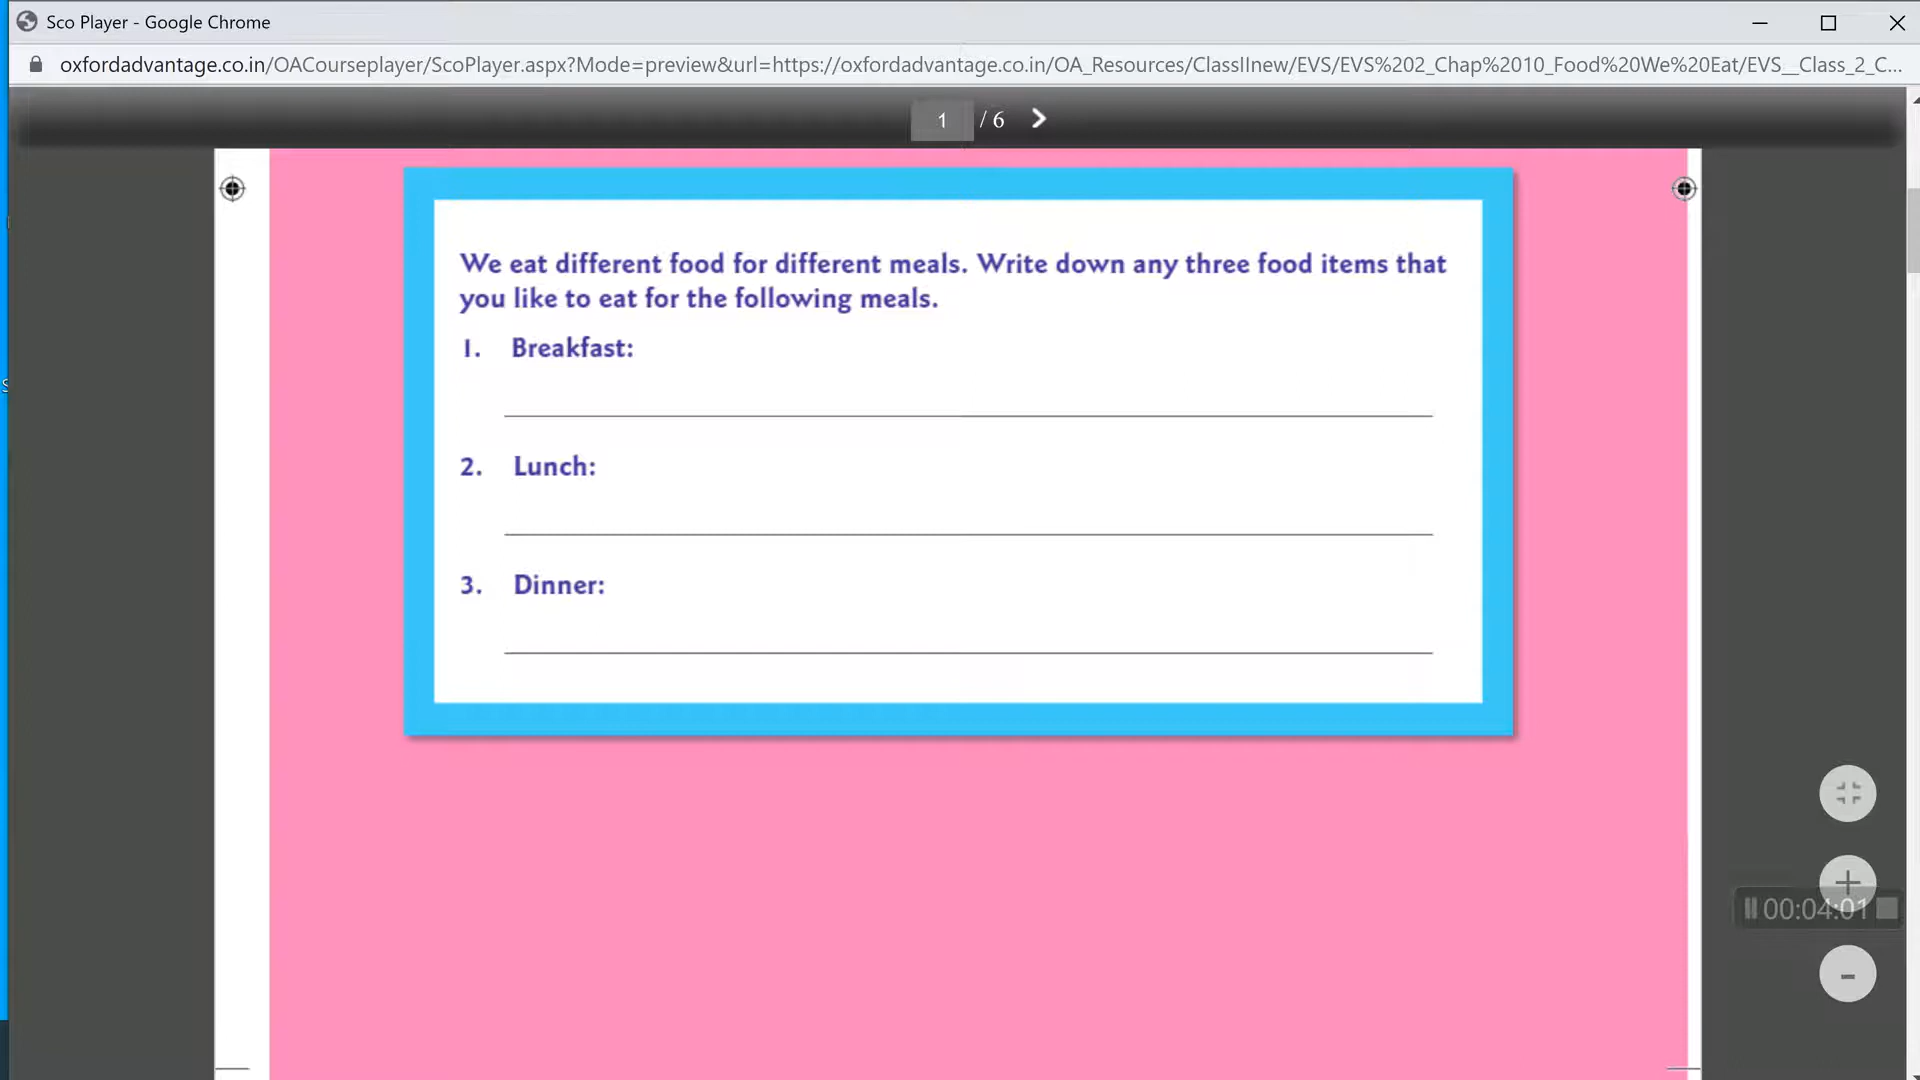 Sco Player - Google Chrome
oxfordadvantage.co.in/OACourseplayer/ScoPlayer.aspx?Mode=preview&url=https://oxfordadvantage.co.in/OA_Resources/ClassIInew/EVS/EVS%202_Chap%2010_Food%20We%20Eat/EVS__Class_2_C...
1 / 6
We eat different food for different meals. Write down any three food items that
you like to eat for the following meals.
1. Breakfast:
2. Lunch:
3. Dinner:
00:04:01